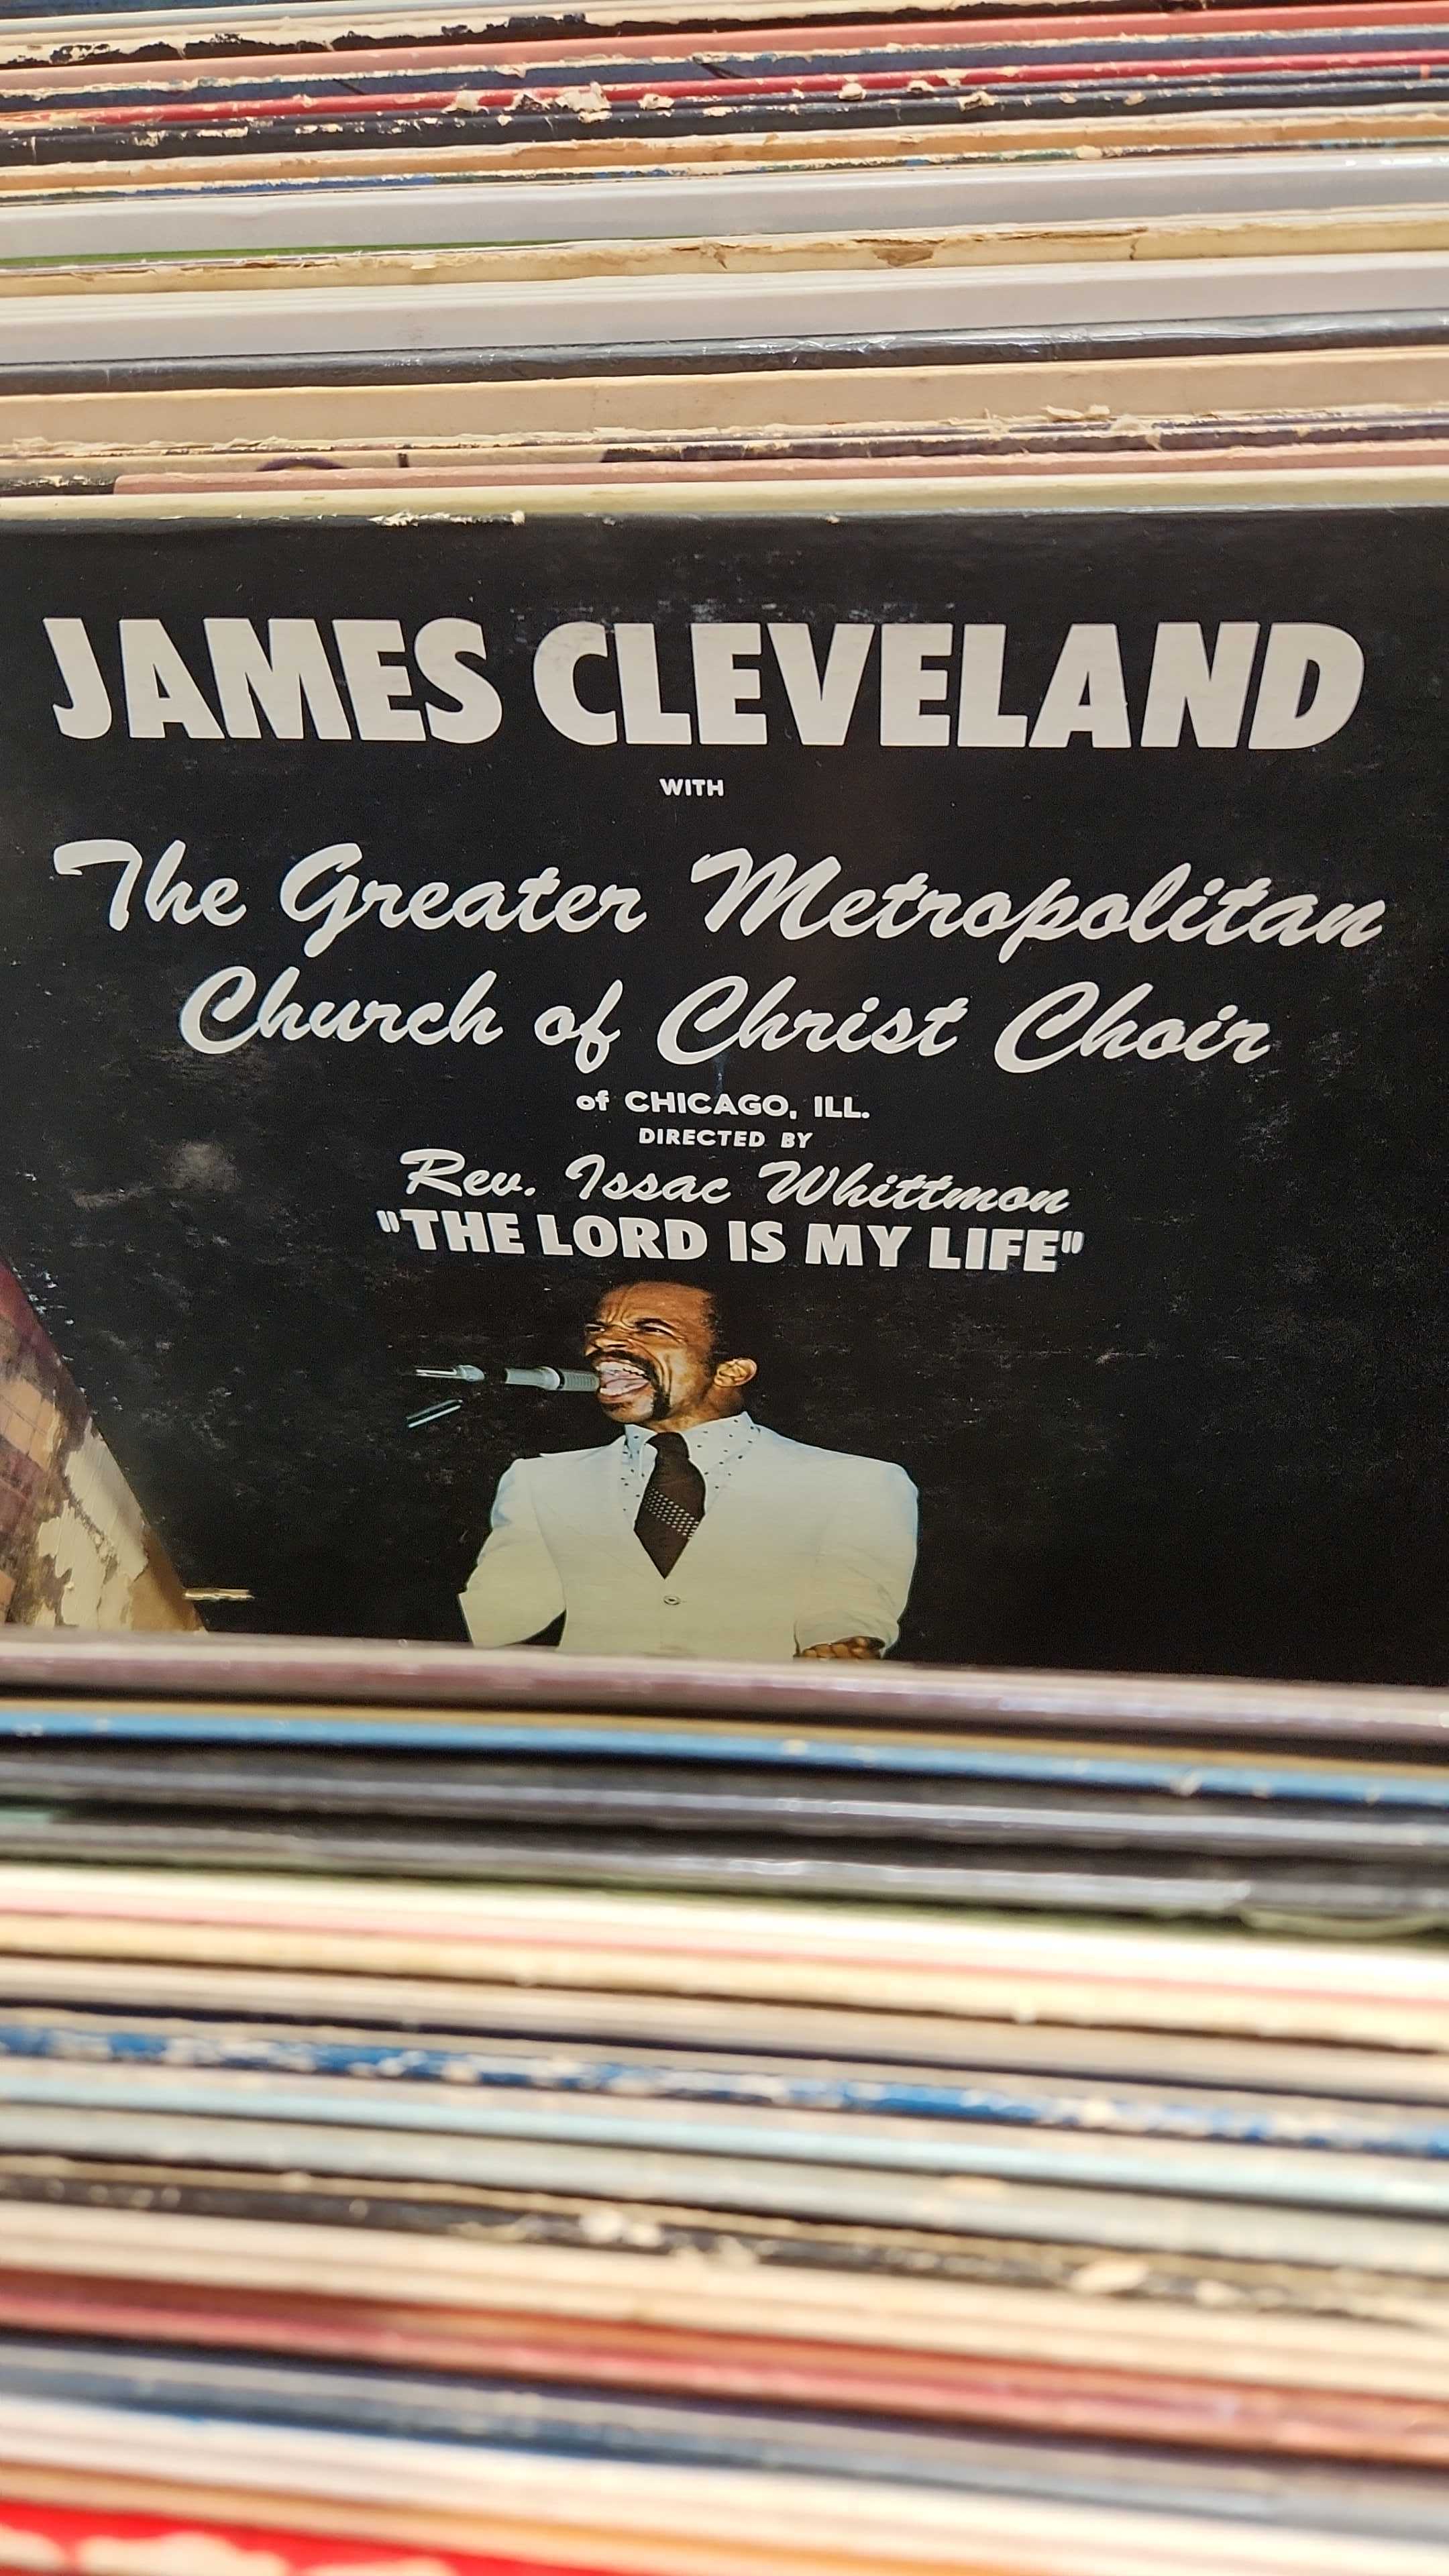 JAMES CLEVELAND
WITH
The Greater Metropolitan
Church of Christ Choir
of CHICAGO, ILL.
DIRECTED BY
Rev. Issac Whittmon
"THE LORD IS MY LIFE"